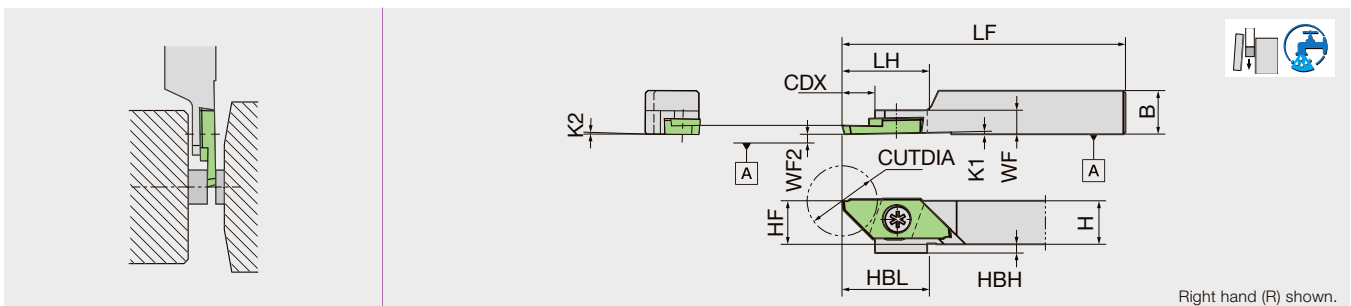 LF
LH
CDX
K2
B
WF2
A
CUTDIA
K1
WF
A
HF
H
HBL
HBH
Right hand (R) shown.